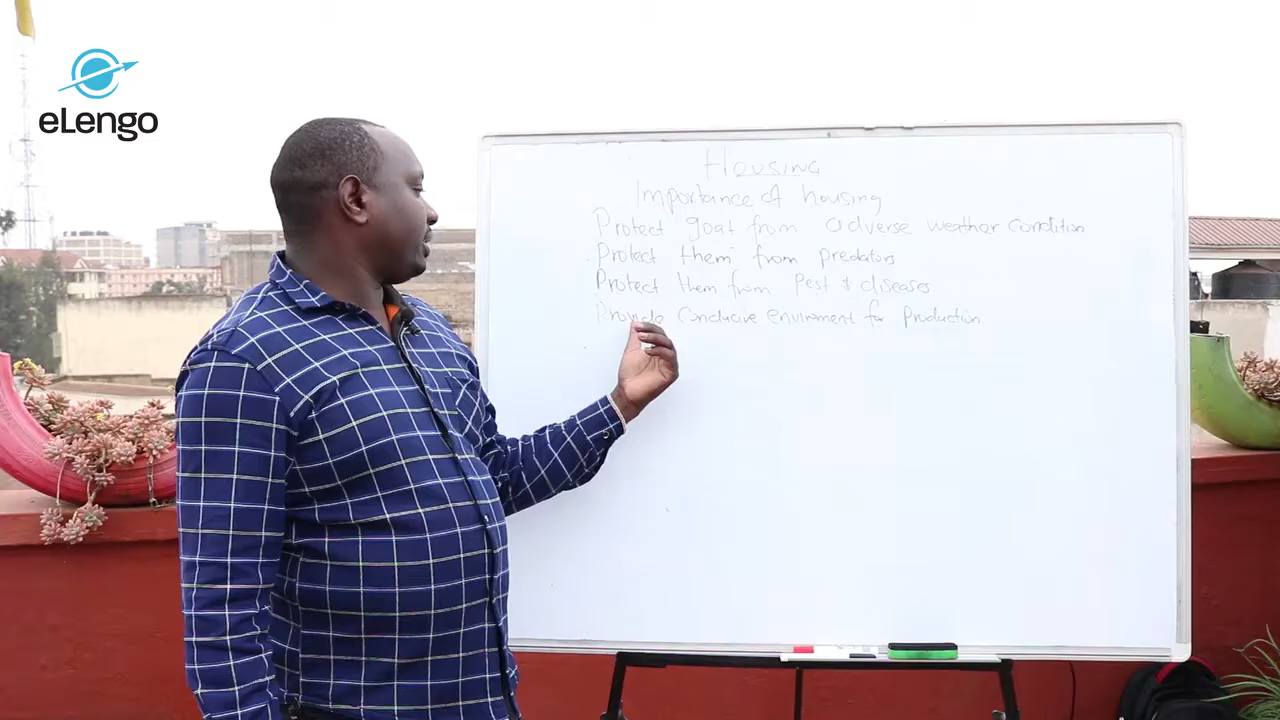 eLengo
Housing
Importance of housing
Protect goat from adverse weather condition
Protect them from predators
Protect them from Pest & diseases
Provide Conducive enviroment for Production